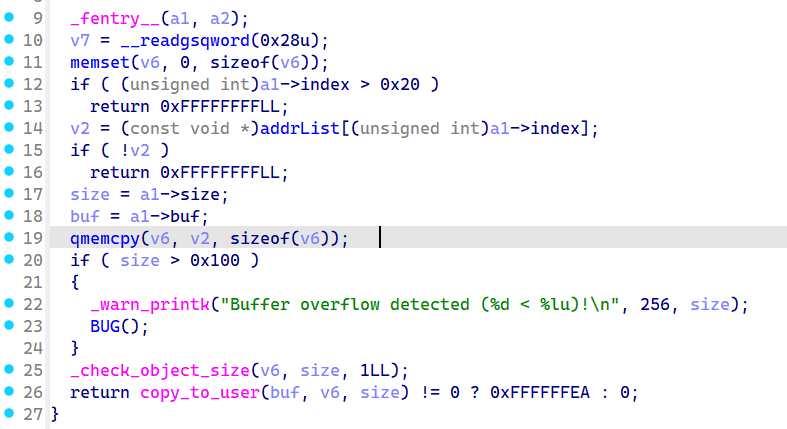 9 _fentry__(a1, a2);
10 v7 = __readgsqword(0x28u);
11 memset(v6, 0, sizeof(v6));
12 if ( (unsigned int)a1->index > 0x20 )
13 return 0xFFFFFFFFLL;
14 v2 = (const void *)addrList[(unsigned int)a1->index];
15 if ( !v2 )
16 return 0xFFFFFFFFLL;
17 size = a1->size;
18 buf = a1->buf;
19 qmemcpy(v6, v2, sizeof(v6));
20 if ( size > 0x100 )
21 {
22 _warn_printk("Buffer overflow detected (%d < %lu)!\n", 256, size);
23 BUG();
24 }
25 _check_object_size(v6, size, 1LL);
26 return copy_to_user(buf, v6, size) != 0 ? 0xFFFFFFEA : 0;
27 }